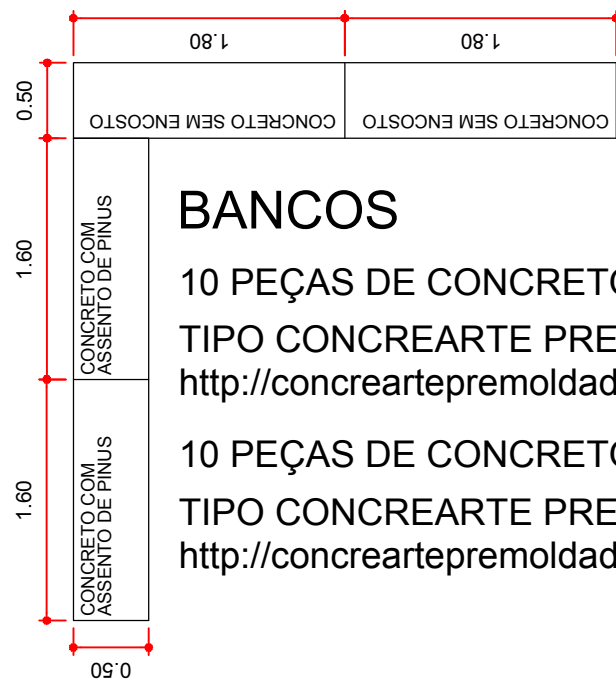 1.80
1.80
0.50
CONCRETO SEM ENCOSTO
CONCRETO SEM ENCOSTO
1.60
CONCRETO COM
ASSENTO DE PINUS
BANCOS
10 PEÇAS DE CONCRETO
TIPO CONCREARTE PRE
http://concreartepremoldad
1.60
CONCRETO COM
ASSENTO DE PINUS
10 PEÇAS DE CONCRETO
TIPO CONCREARTE PRE
http://concreartepremoldad
0.50